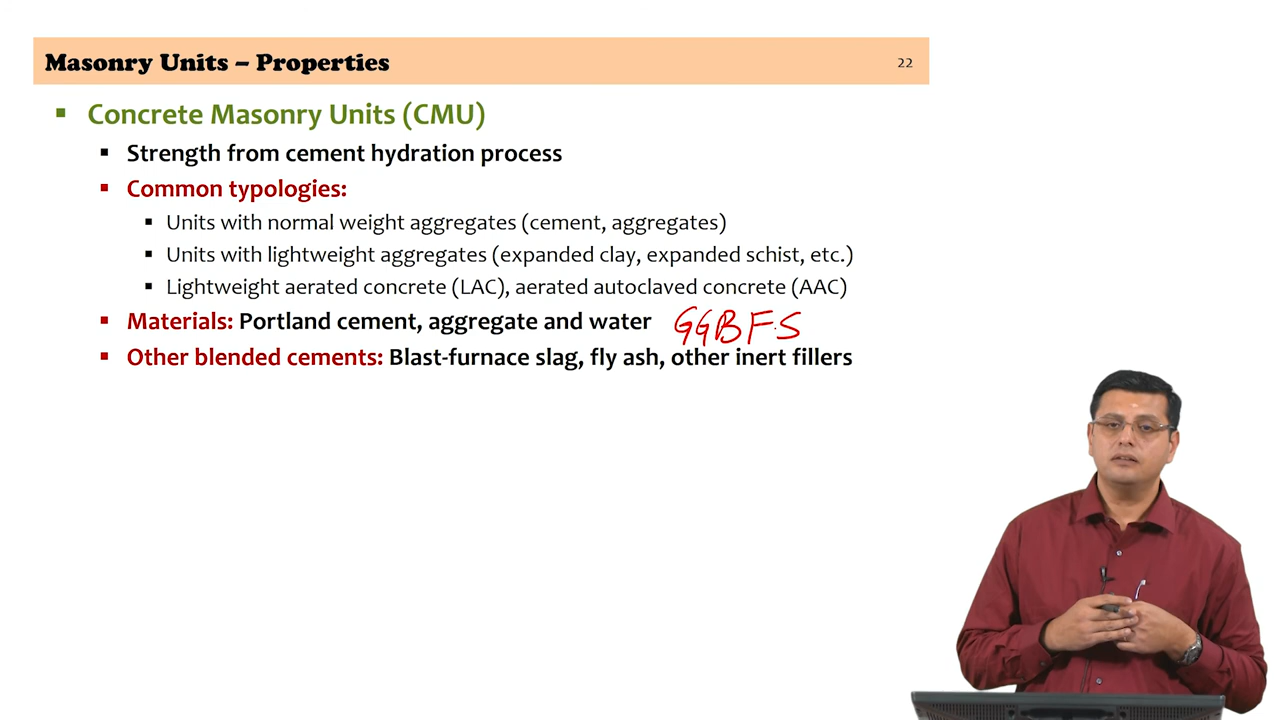 Masonry Units – Properties
22
Concrete Masonry Units (CMU)
Strength from cement hydration process
Common typologies:
Units with normal weight aggregates (cement, aggregates)
Units with lightweight aggregates (expanded clay, expanded schist, etc.)
Lightweight aerated concrete (LAC), aerated autoclaved concrete (AAC)
Materials: Portland cement, aggregate and water GGBFS
Other blended cements: Blast-furnace slag, fly ash, other inert fillers